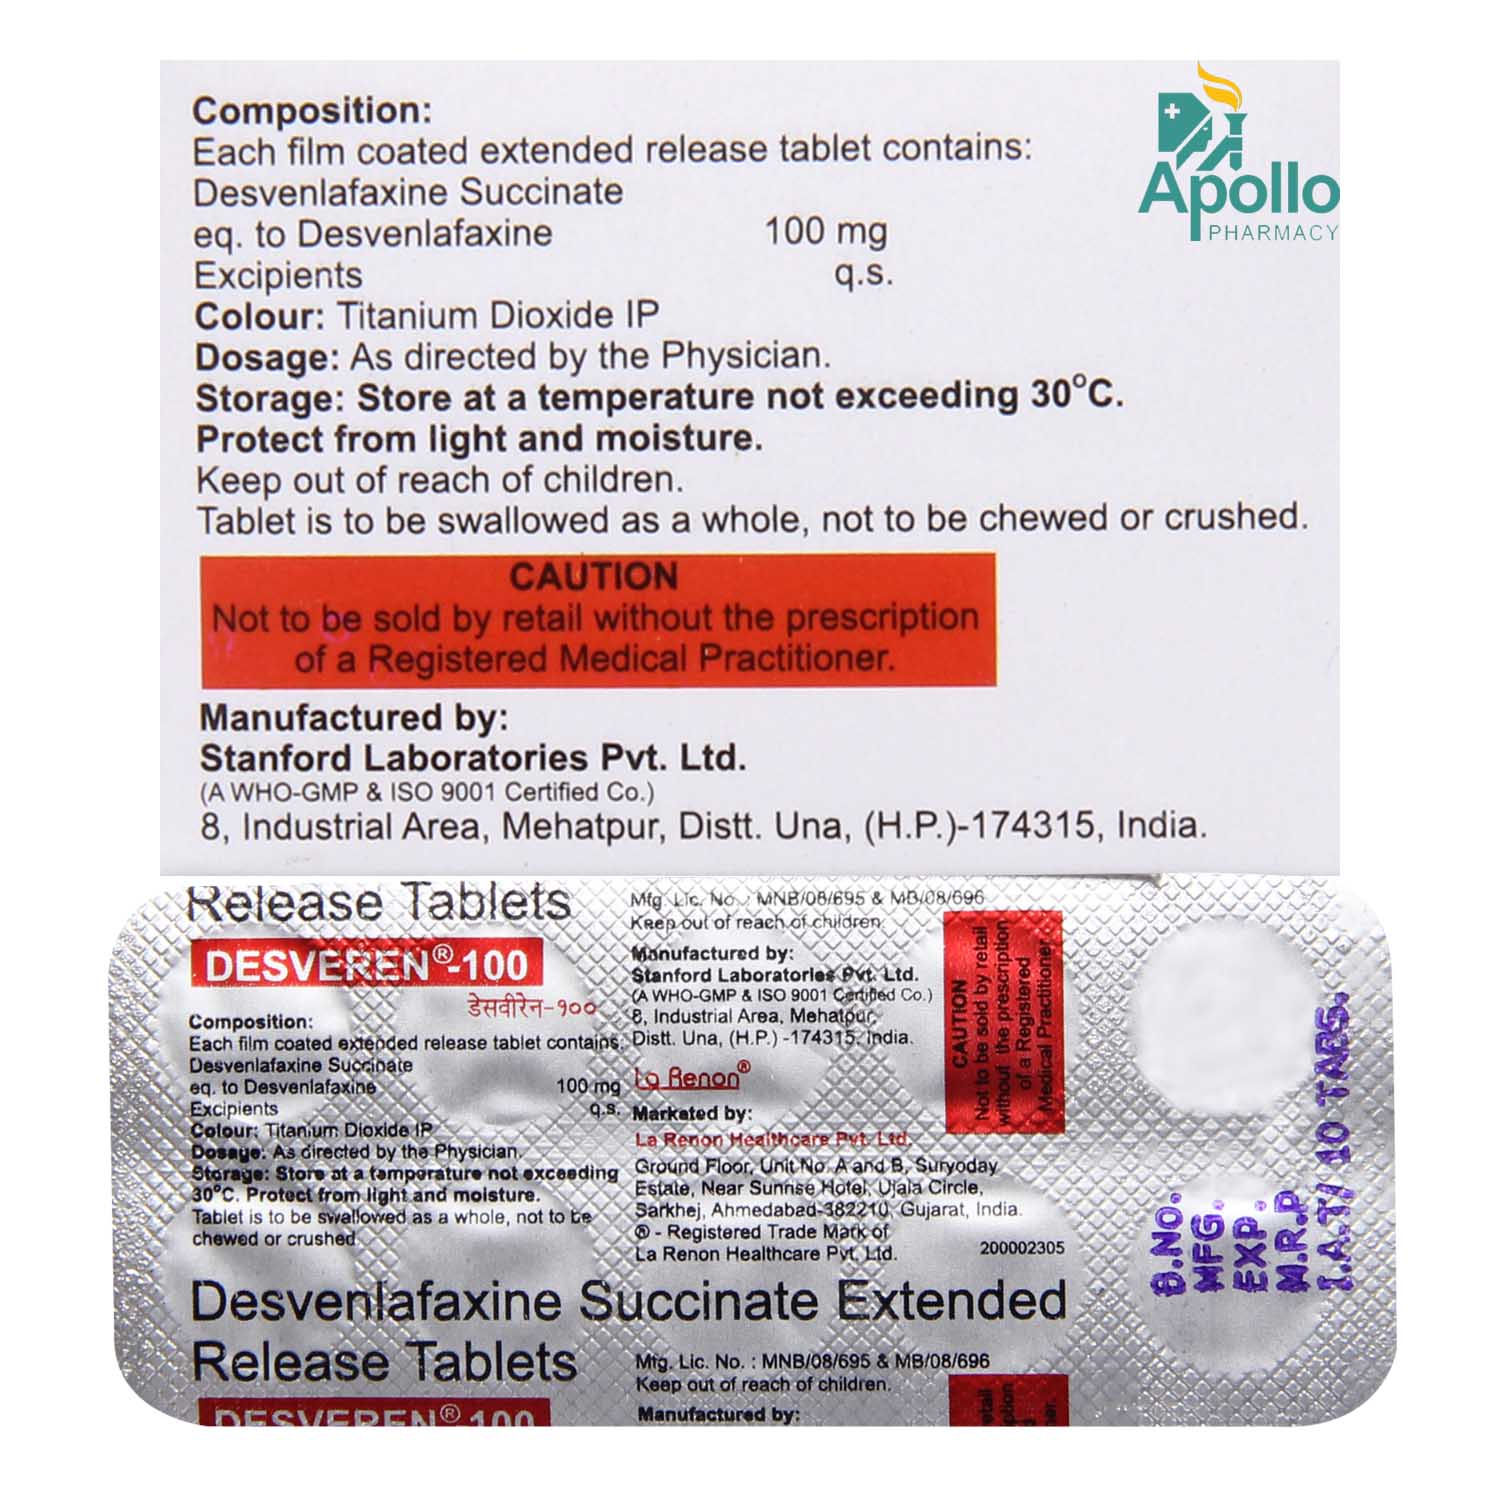 Apollo
PHARMACY
Composition:
Each film coated extended release tablet contains:
Desvenlafaxine Succinate
eq. to Desvenlafaxine 100 mg
Excipients q.s.
Colour: Titanium Dioxide IP
Dosage: As directed by the Physician.
Storage: Store at a temperature not exceeding 30°C.
Protect from light and moisture.
Keep out of reach of children.
Tablet is to be swallowed as a whole, not to be chewed or crushed.
CAUTION
Not to be sold by retail without the prescription
of a Registered Medical Practitioner.
Manufactured by:
Stanford Laboratories Pvt. Ltd.
(A WHO-GMP & ISO 9001 Certified Co.)
8, Industrial Area, Mehatpur, Distt. Una, (H.P.)-174315, India.
Release Tablets
DESVEREN®-100
डेसवीरेन-१००
Composition:
Each film coated extended release tablet contains:
Desvenlafaxine Succinate
eq. to Desvenlafaxine 100 mg
Excipients q.s.
Colour: Titanium Dioxide IP
Dosage: As directed by the Physician.
Storage: Store at a temperature not exceeding
30°C. Protect from light and moisture.
Tablet is to be swallowed as a whole, not to be
chewed or crushed
Mfg. Lic. No. : MNB/08/695 & MB/08/696
Keep out of reach of children.
Manufactured by:
Stanford Laboratories Pvt. Ltd.
(A WHO-GMP & ISO 9001 Certified Co.)
8, Industrial Area, Mehatpur,
Distt. Una, (H.P.) -174315, India.
La Renon®
Marketed by:
La Renon Healthcare Pvt. Ltd.
Ground Floor, Unit No. A and B, Suryoday
Estate, Near Sunrise Hotel, Ujala Circle,
Sarkhej, Ahmedabad-382210, Gujarat, India.
® - Registered Trade Mark of
La Renon Healthcare Pvt. Ltd. 200002305
CAUTION
Not to be sold by retail
without the prescription
of a Registered
Medical Practitioner
B.No.
MFG.
EXP.
M.R.P
I.A.T/ 10 TABS.
Desvenlafaxine Succinate Extended
Release Tablets
DESVEREN®-100
Mfg. Lic. No. : MNB/08/695 & MB/08/696
Keep out of reach of children.
Manufactured by: